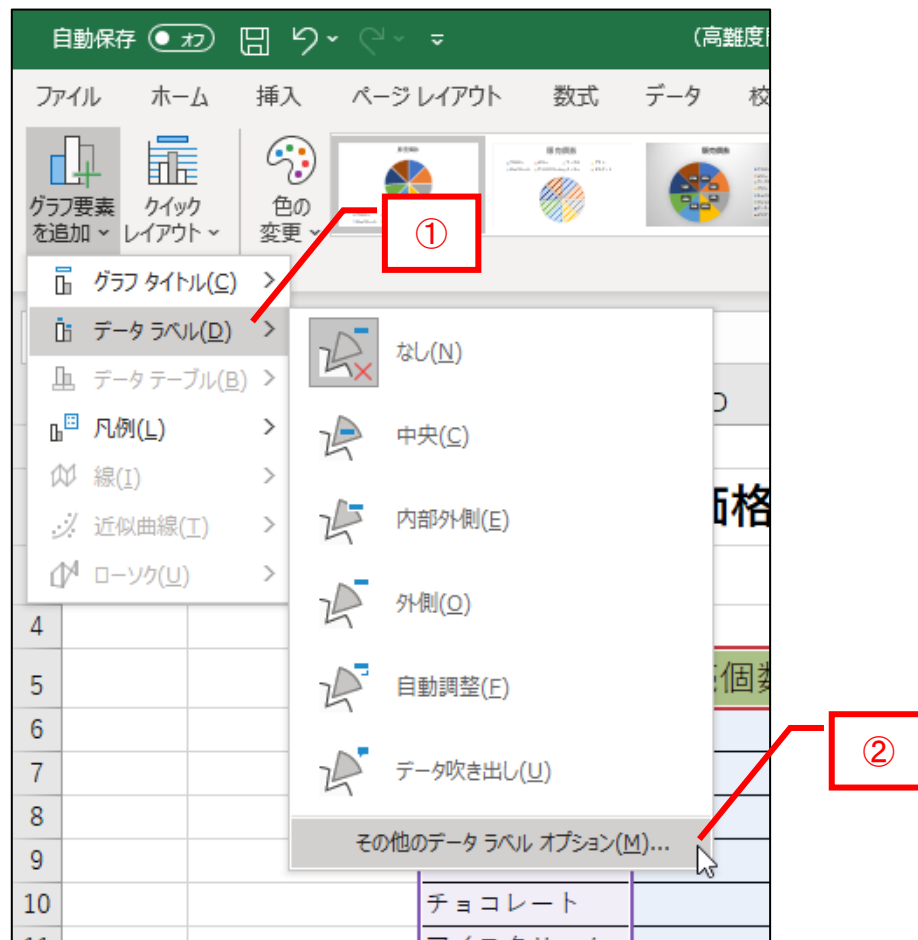 自動保存 オフ (高難度
ファイル ホーム 挿入 ページ レイアウト 数式 データ 校
グラフ要素
を追加
クイック
レイアウト
色の
変更
①
グラフ タイトル(C)
データ ラベル(D)
データ テーブル(B)
凡例(L)
線(I)
近似曲線(T)
ローソク(U)
なし(N)
中央(C)
内部外側(E)
外側(O)
自動調整(F)
データ吹き出し(U)
その他のデータ ラベル オプション(M)...
②
D
価格
4
5 個数
6
7
8
9
10 チョコレート